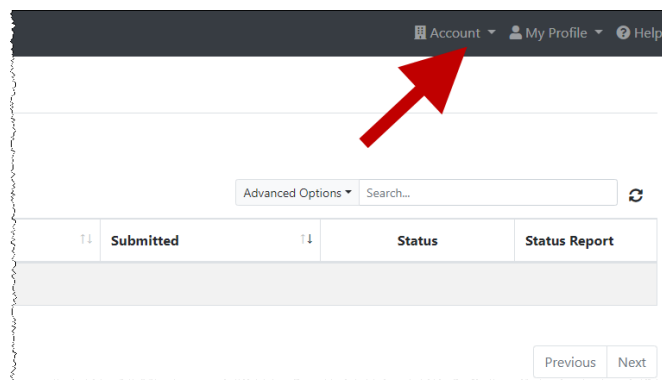 Account My Profile Help
Advanced Options Search...
Submitted Status Status Report
Previous Next